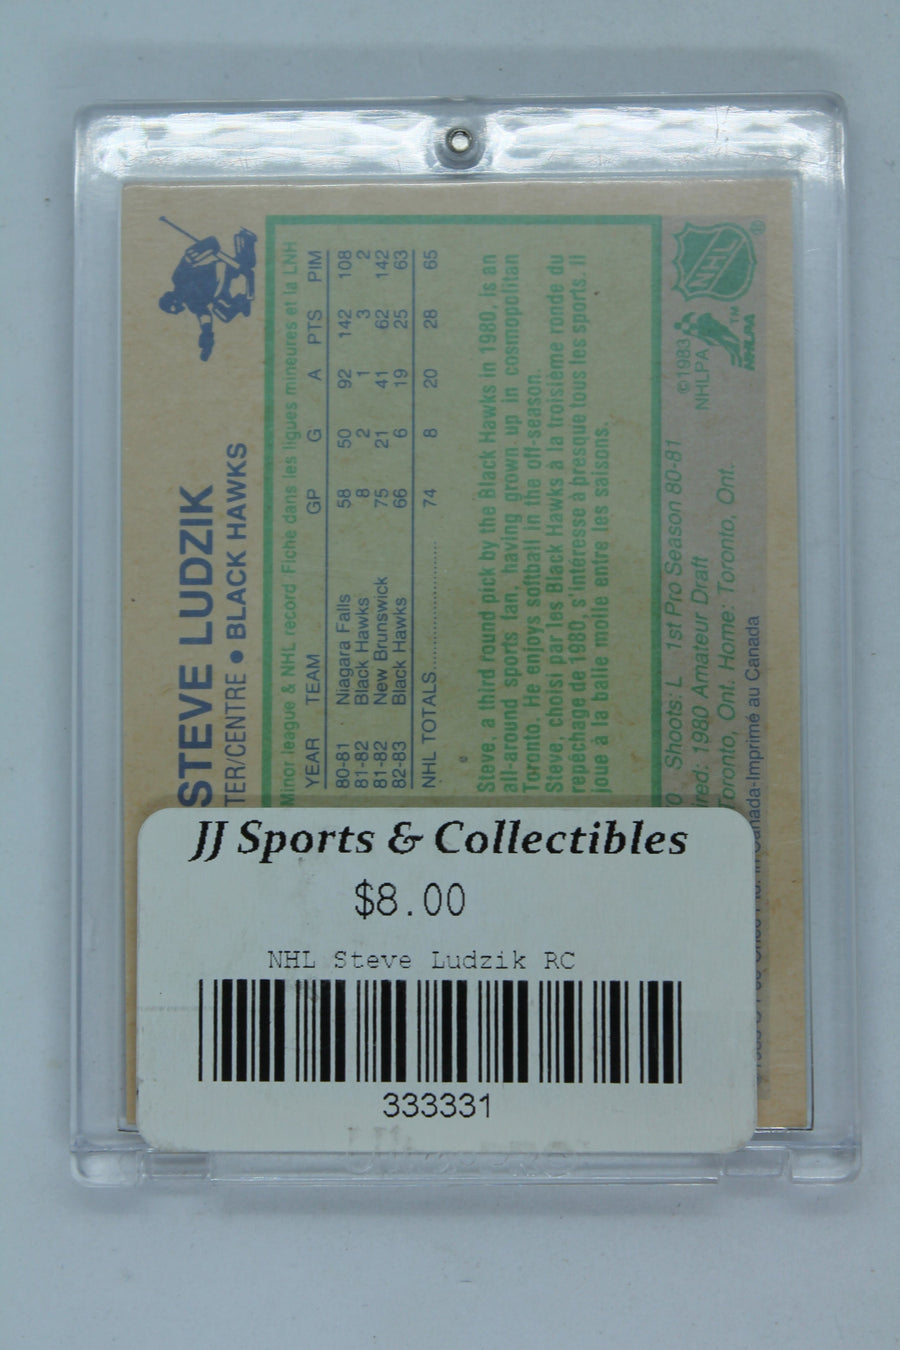 STEVE LUDZIK
TER/CENTRE • BLACK HAWKS
Minor league & NHL record Fiche dans les ligues mineures et la LNH
YEAR TEAM GP G A PTS PIM
80-81 Niagara Falls 58 50 92 142 108
81-82 Black Hawks 8 2 1 3 2
81-82 New Brunswick 75 21 41 62 142
82-83 Black Hawks 66 6 19 25 63
NHL TOTALS 74 8 20 28 65
Steve, a third round pick by the Black Hawks in 1980, is an
all-around sports fan, having grown up in cosmopolitan
Toronto. He enjoys softball in the off-season.
Steve, choisi par les Black Hawks à la troisième ronde du
repêchage de 1980, s'intéresse à presque tous les sports. Il
joue à la balle molle entre les saisons.
Shoots: L 1st Pro Season 80-81
ired: 1980 Amateur Draft
Toronto, Ont. Home: Toronto, Ont.
©1983
NHLPA
NHL ®
NHLPA TM
Canada-Imprimé au Canada
JJ Sports & Collectibles
$8.00
NHL Steve Ludzik RC
333331